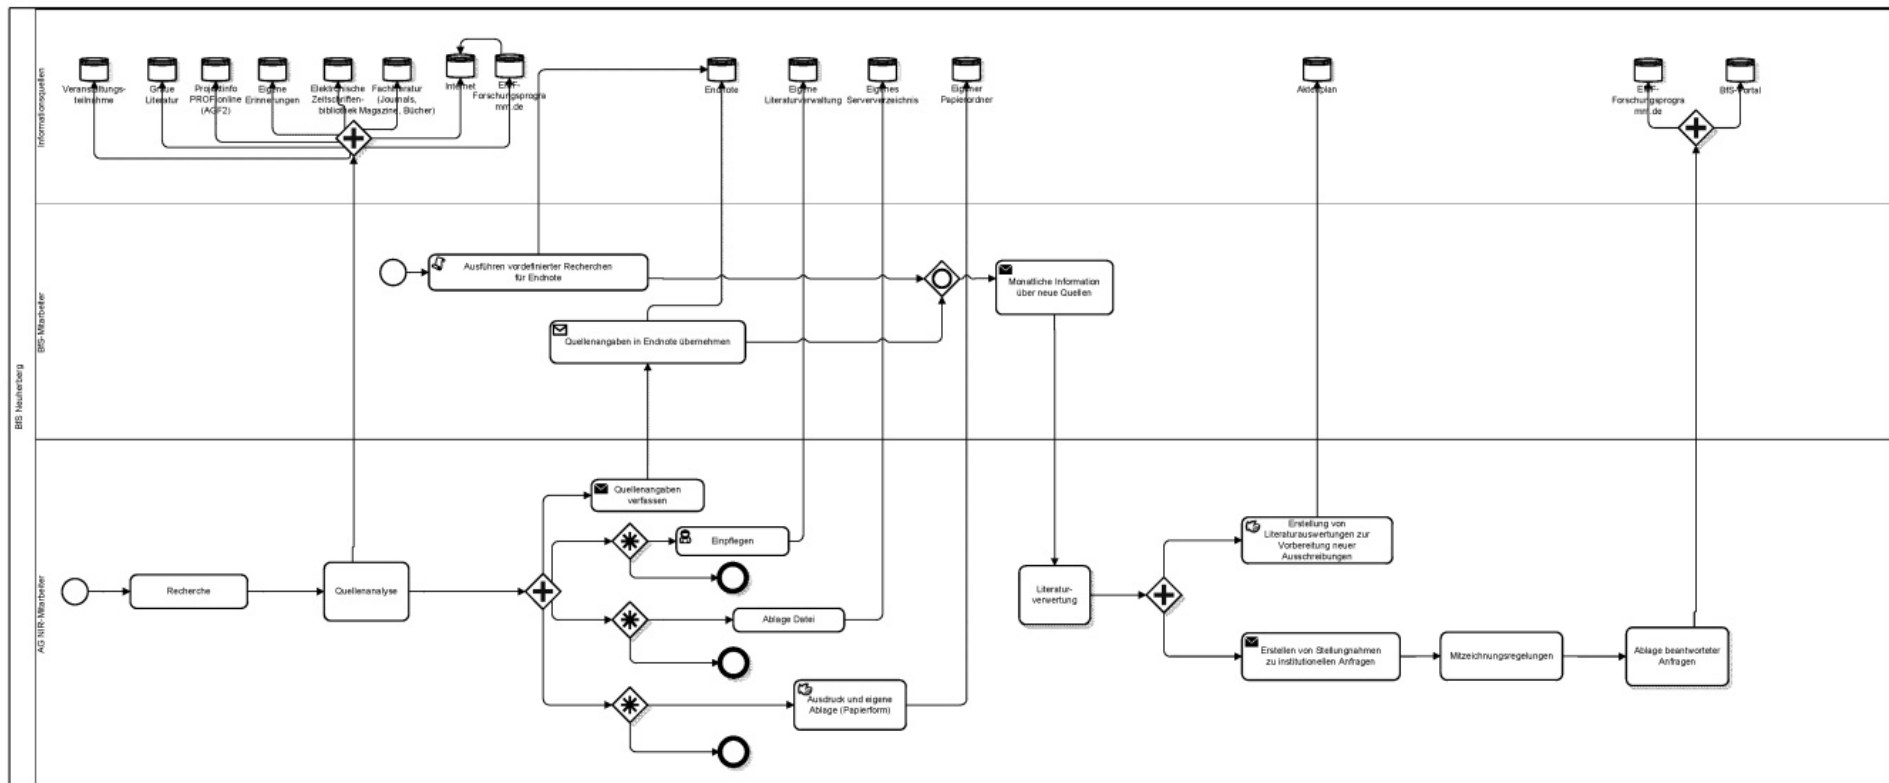 BfS Neuherberg
Informationsquellen
Veranstaltungs-
teilnahme
Graue
Literatur
Projektinfo
PROFI online
(AGF2)
Eigene
Erinnerungen
Elektronische
Zeitschriften-
bibliothek
Fachliteratur
(Journals,
Magazine, Bücher)
Internet
EMF-
Forschungsprogra
mm.de
Endnote
Eigene
Literaturverwaltung
Eigenes
Serververzeichnis
Eigener
Papierordner
Aktenplan
EMF-
Forschungsprogra
mm.de
BfS-Portal
BfS-Mitarbeiter
Ausführen vordefinierter Recherchen
für Endnote
Monatliche Information
über neue Quellen
Quellenangaben in Endnote übernehmen
AG NIR-Mitarbeiter
Quellenangaben
verfassen
Einpflegen
Recherche
Quellenanalyse
Ablage Datei
Ausdruck und eigene
Ablage (Papierform)
Literatur-
verwertung
Erstellung von
Literaturauswertungen zur
Vorbereitung neuer
Ausschreibungen
Erstellen von Stellungnahmen
zu institutionellen Anfragen
Mitzeichnungsregelungen
Ablage beantworteter
Anfragen